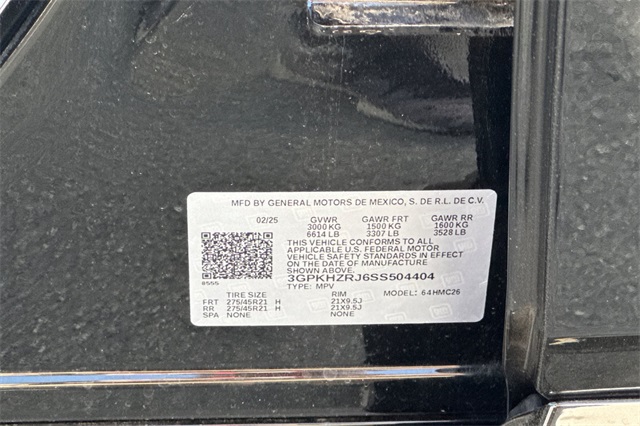 MFD BY GENERAL MOTORS DE MEXICO, S. DE R.L. DE C.V.
02/25 GVWR GAWR FRT GAWR RR
3000 KG 1500 KG 1600 KG
6614 LB 3307 LB 3528 LB
THIS VEHICLE CONFORMS TO ALL
APPLICABLE U.S. FEDERAL MOTOR
VEHICLE SAFETY STANDARDS IN EFFECT
ON THE DATE OF MANUFACTURE
SHOWN ABOVE.
3GPKHZRJ6SS504404
TYPE: MPV
TIRE SIZE RIM MODEL: 64HMC26
FRT 275/45R21 H 21X9.5J
RR 275/45R21 H 21X9.5J
SPA NONE NONE